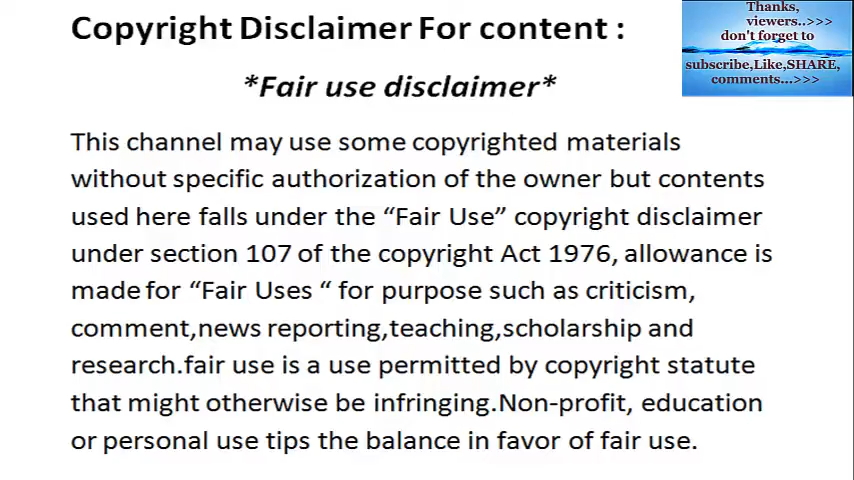 Copyright Disclaimer For content :
Thanks,
viewers..>>>
don't forget to
subscribe,Like,SHARE,
comments...>>>
*Fair use disclaimer*
This channel may use some copyrighted materials
without specific authorization of the owner but contents
used here falls under the “Fair Use” copyright disclaimer
under section 107 of the copyright Act 1976, allowance is
made for “Fair Uses “ for purpose such as criticism,
comment,news reporting,teaching,scholarship and
research.fair use is a use permitted by copyright statute
that might otherwise be infringing.Non-profit, education
or personal use tips the balance in favor of fair use.